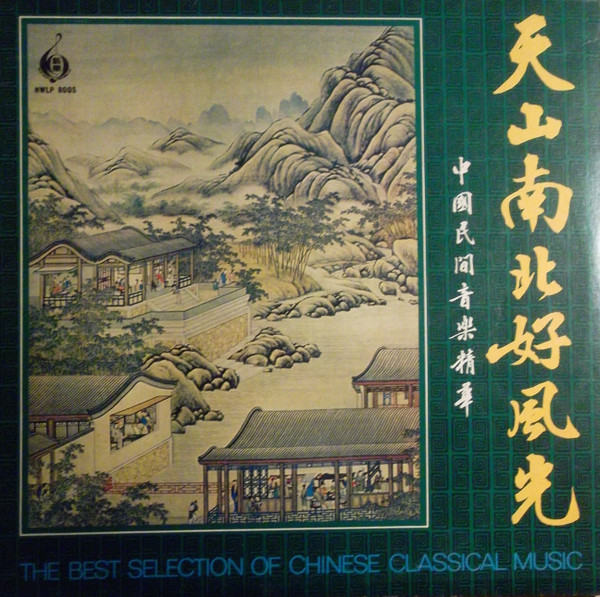 天山南北好風光
中國民间音樂精華
HWLP 8005
THE BEST SELECTION OF CHINESE CLASSICAL MUSIC